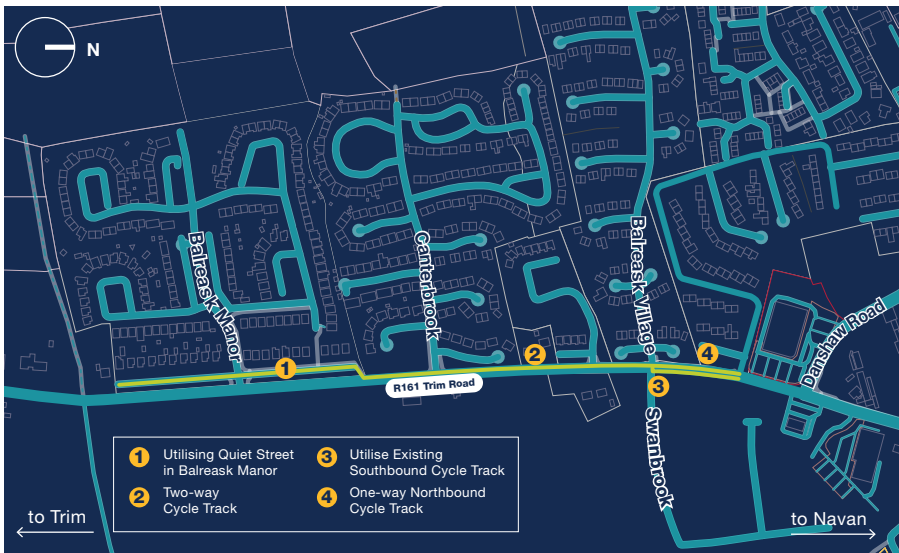 N
Balreask Manor
Canterbrook
Balreask Village
Danshaw Road
1
2
4
3
R161 Trim Road
Swanbrook
1 Utilising Quiet Street
in Balreask Manor
2 Two-way
Cycle Track
3 Utilise Existing
Southbound Cycle Track
4 One-way Northbound
Cycle Track
to Trim
to Navan